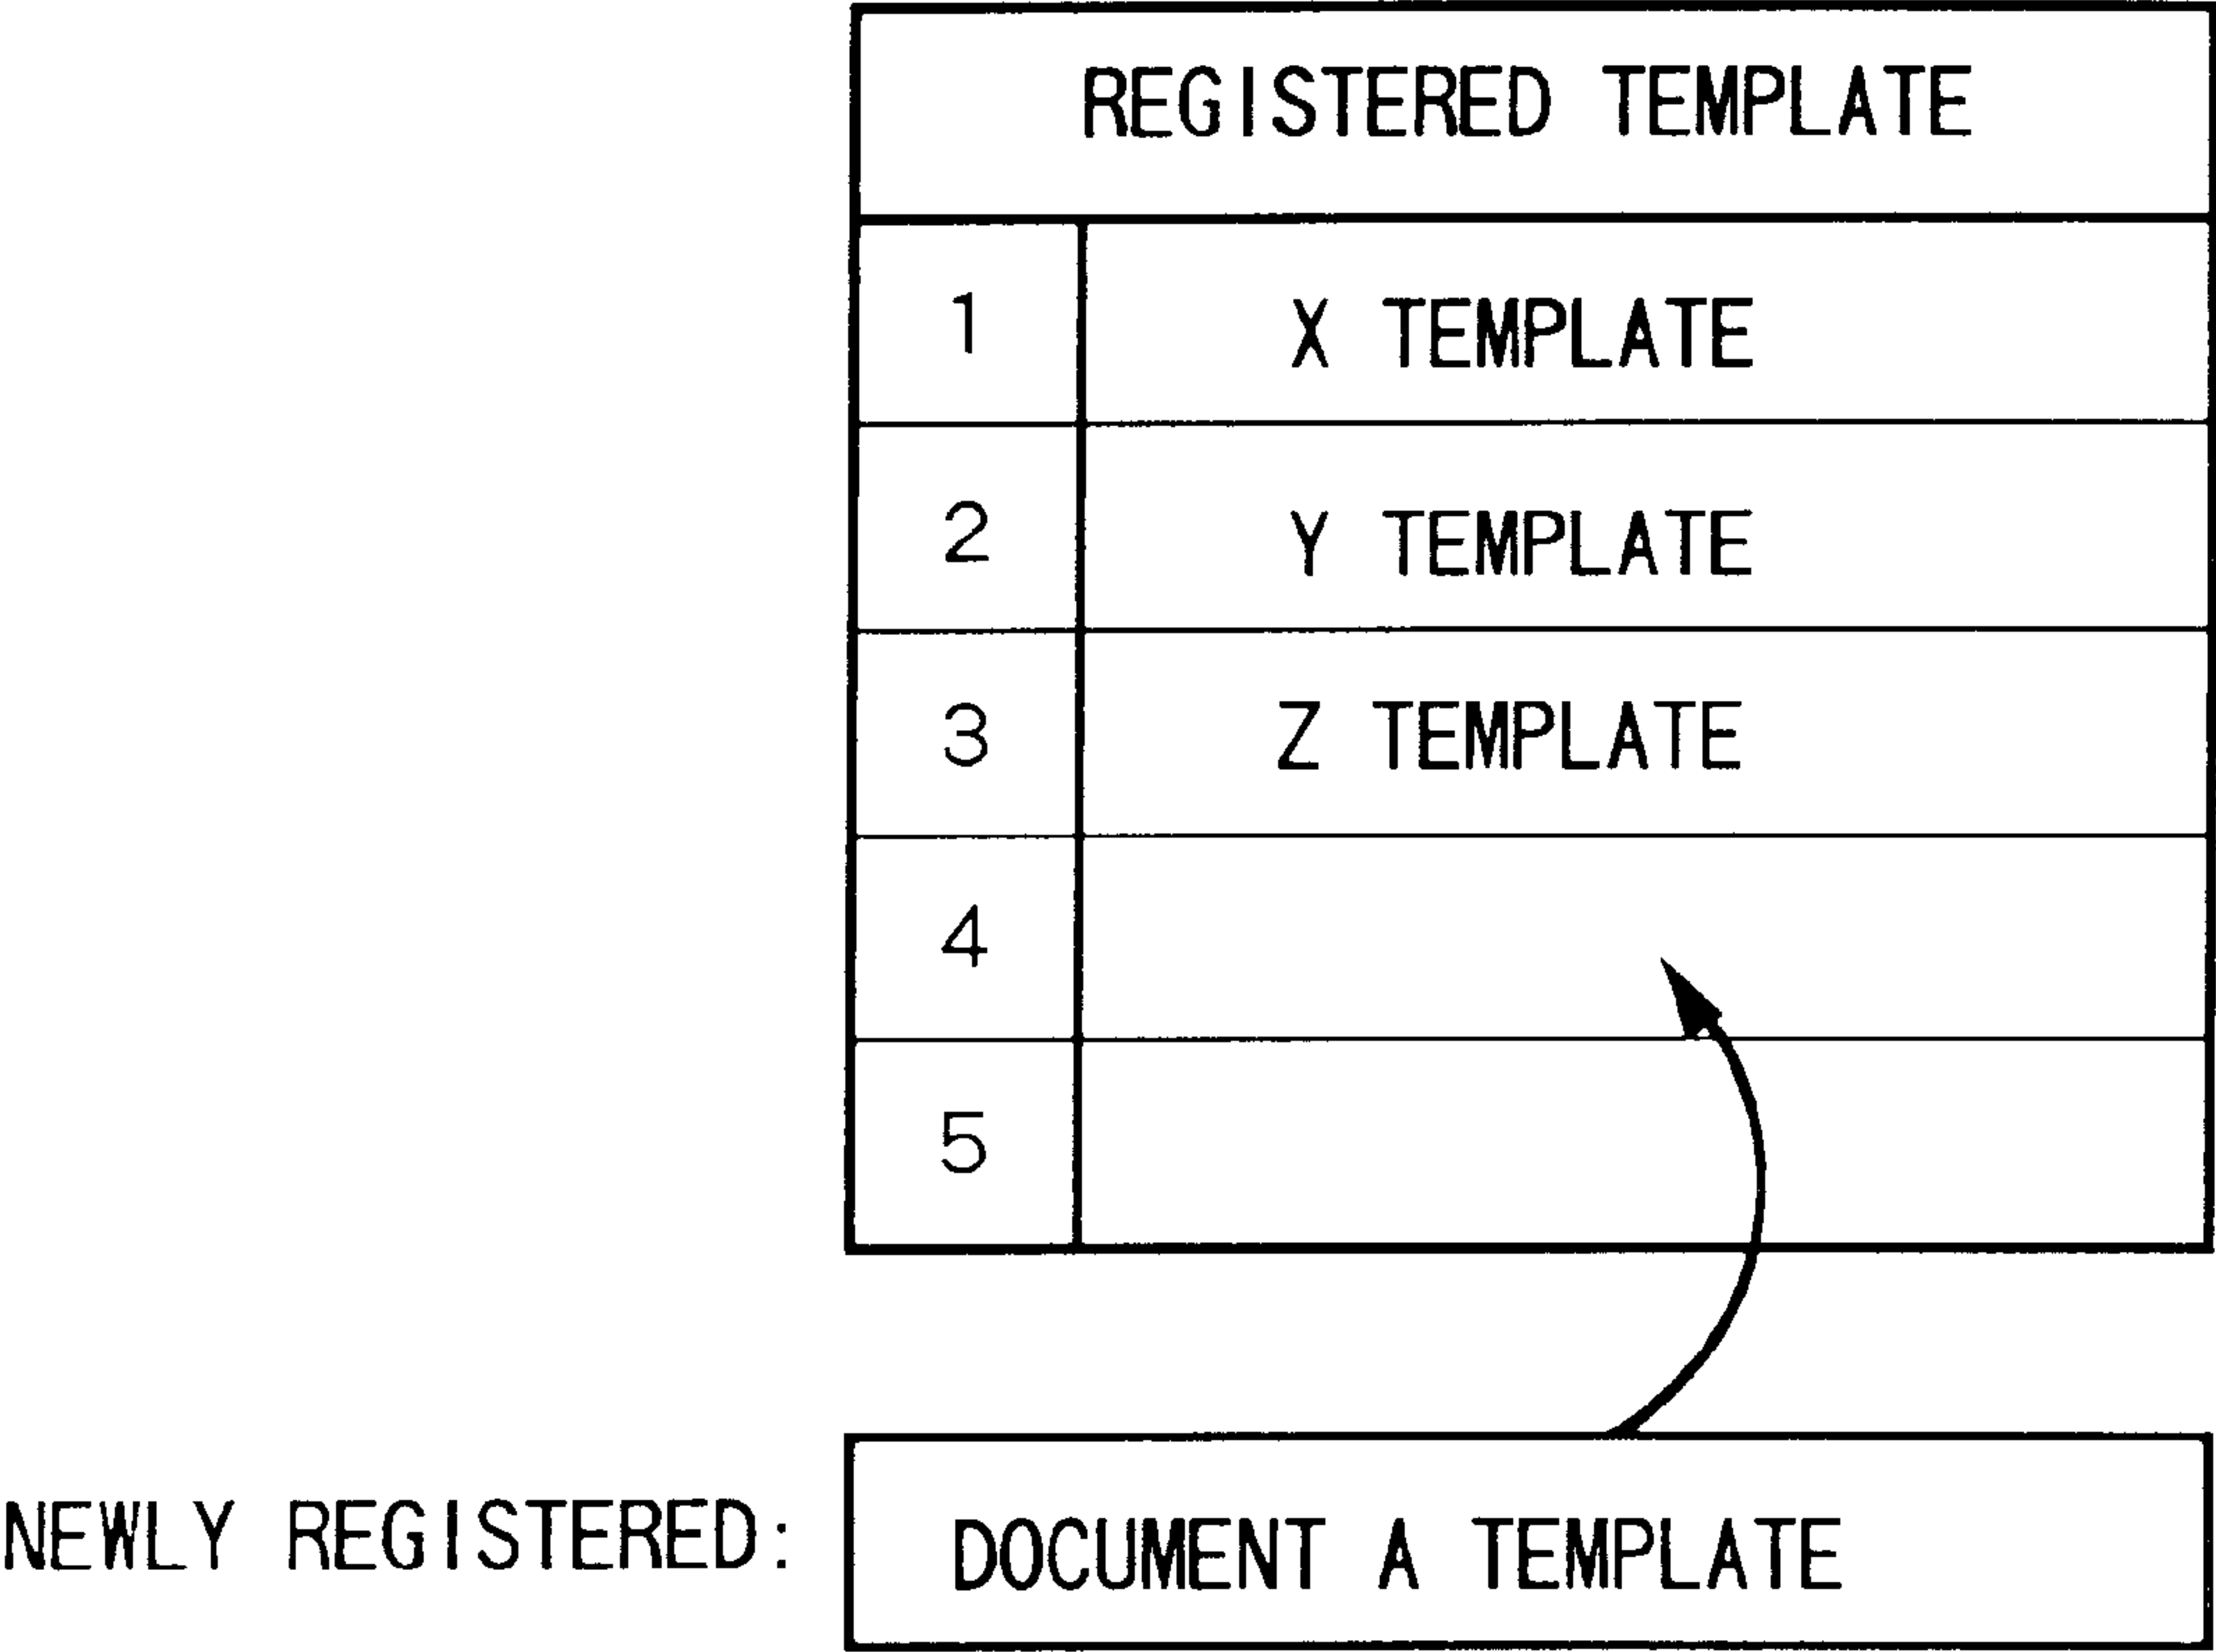 REGISTERED TEMPLATE
1 X TEMPLATE
2 Y TEMPLATE
3 Z TEMPLATE
4
5
NEWLY REGISTERED: DOCUMENT A TEMPLATE